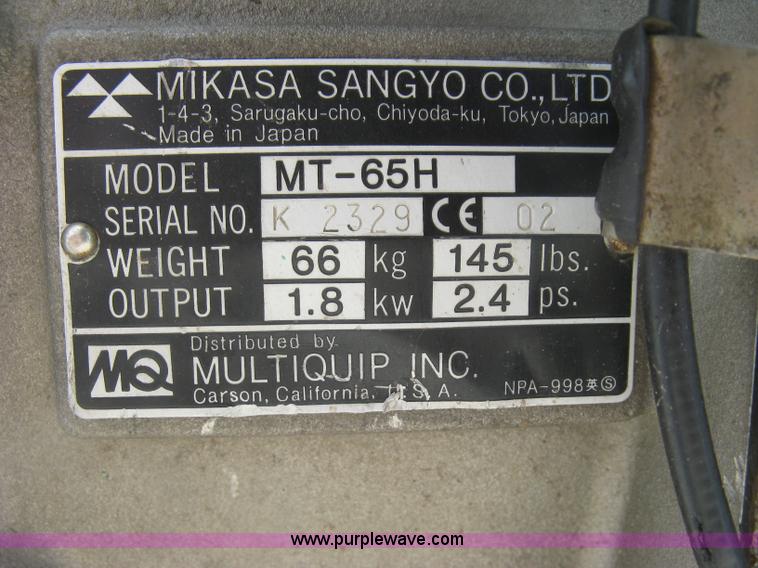 MIKASA SANGYO CO.,LTD
1-4-3, Sarugaku-cho, Chiyoda-ku, Tokyo, Japan
Made in Japan
MODEL MT-65H
SERIAL NO. K 2329 CE 02
WEIGHT 66 kg 145 lbs.
OUTPUT 1.8 kw 2.4 ps.
MQ Distributed by
MULTIQUIP INC.
Carson, California, U.S.A.
NPA-998英Ⓢ
www.purplewave.com